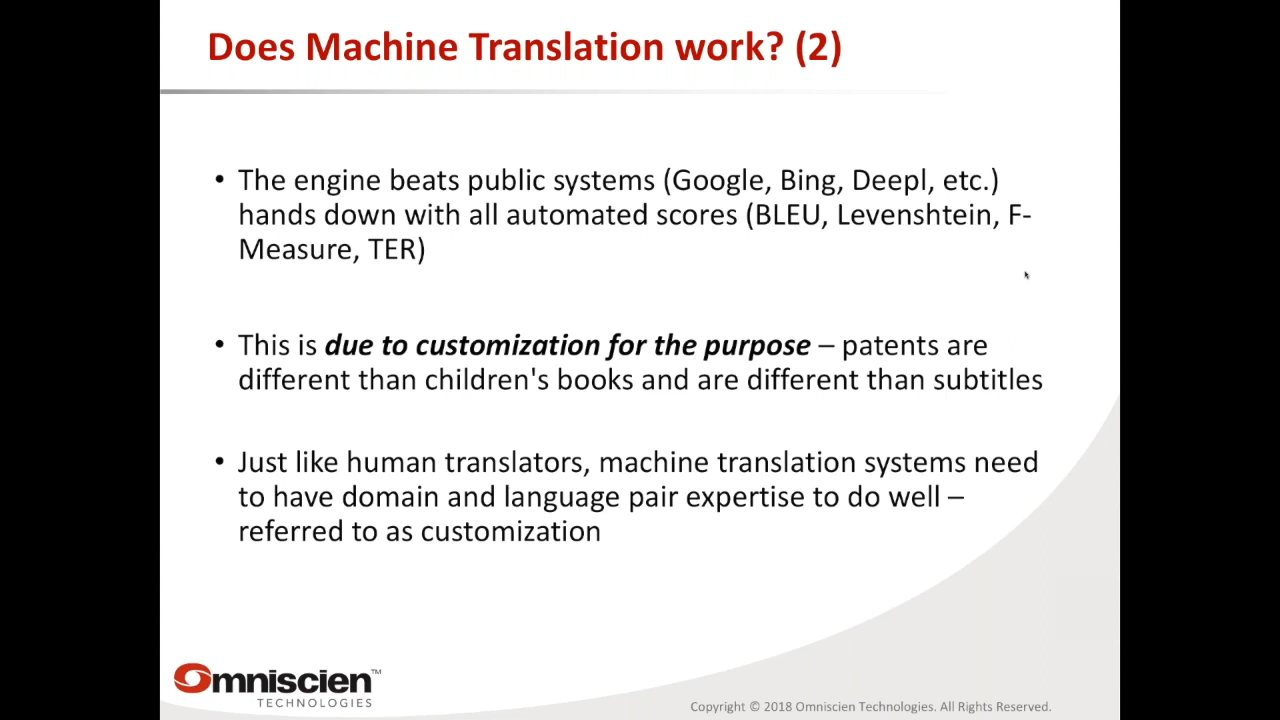 Does Machine Translation work? (2)
• The engine beats public systems (Google, Bing, Deepl, etc.)
hands down with all automated scores (BLEU, Levenshtein, F-
Measure, TER)
• This is due to customization for the purpose – patents are
different than children's books and are different than subtitles
• Just like human translators, machine translation systems need
to have domain and language pair expertise to do well –
referred to as customization
Omniscien™
TECHNOLOGIES
Copyright © 2018 Omniscien Technologies. All Rights Reserved.